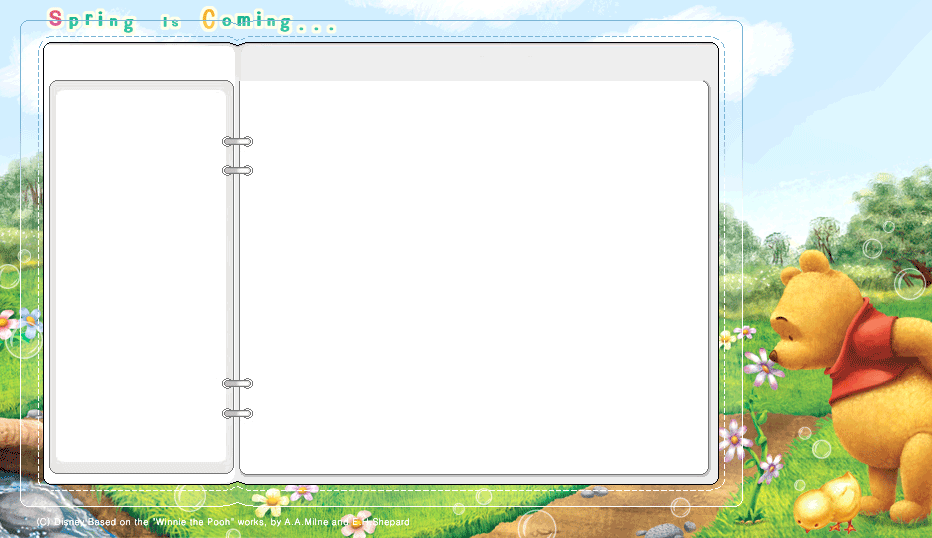 Spring is Coming...
(C) Disney Based on the "Winnie the Pooh" works, by A.A.Milne and E.H.Shepard